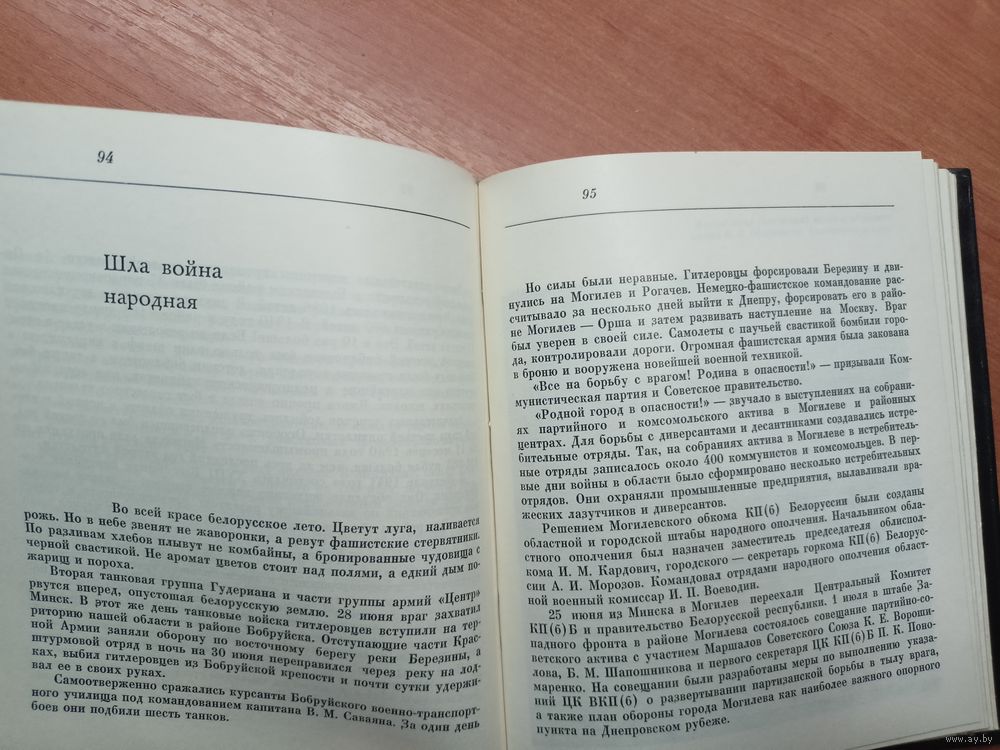 94
Шла война
народная
Во всей красе белорусское лето. Цветут луга, наливается
рожь. Но в небе звенят не жаворонки, а ревут фашистские стервятники.
По разливам хлебов плывут не комбайны, а бронированные чудовища с
черной свастикой. Не аромат цветов стоит над полями, а едкий дым по-
жарищ и пороха.
Вторая танковая группа Гудериана и части группы армий «Центр»
рвутся вперед, опустошая белорусскую землю. 28 июня враг захватил
Минск. В этот же день танковые войска гитлеровцев вступили на тер-
риторию нашей области в районе Бобруйска. Отступающие части Крас-
ной Армии заняли оборону по восточному берегу реки Березины, а
штурмовой отряд в ночь на 30 июня переправился через реку на лод-
ках, выбил гитлеровцев из Бобруйской крепости и почти сутки удержи-
вал ее в своих руках.
Самоотверженно сражались курсанты Бобруйского военно-транспорт-
ного училища под командованием капитана В. М. Саваяна. За один день
боев они подбили шесть танков.
95
Но силы были неравные. Гитлеровцы форсировали Березину и дви-
нулись на Могилев и Рогачев. Немецко-фашистское командование рас-
считывало за несколько дней выйти к Днепру, форсировать его в райо-
не Могилев — Орша и затем развивать наступление на Москву. Враг
был уверен в своей силе. Самолеты с паучьей свастикой бомбили горо-
да, контролировали дороги. Огромная фашистская армия была закована
в броню и вооружена новейшей военной техникой.
«Все на борьбу с врагом! Родина в опасности!» — призывали Ком-
мунистическая партия и Советское правительство.
«Родной город в опасности!» — звучало в выступлениях на собрани-
ях партийного и комсомольского актива в Могилеве и районных
центрах. Для борьбы с диверсантами и десантниками создавались истре-
бительные отряды. Так, на собраниях актива в Могилеве в истребитель-
ные отряды записалось около 400 коммунистов и комсомольцев. В пер-
вые дни войны в области было сформировано несколько истребительных
отрядов. Они охраняли промышленные предприятия, вылавливали вра-
жеских лазутчиков и диверсантов.
Решением Могилевского обкома КП(б) Белоруссии были созданы
областной и городской штабы народного ополчения. Начальником обла-
стного ополчения был назначен заместитель председателя облиспол-
кома И. М. Кардович, городского — секретарь горкома КП(б) Белорус-
сии А. И. Морозов. Командовал отрядами народного ополчения област-
ной военный комиссар И. П. Воеводин.
25 июня из Минска в Могилев переехали Центральный Комитет
КП(б)Б и правительство Белорусской республики. 1 июля в штабе За-
падного фронта в районе Могилева состоялось совещание партийно-со-
ветского актива с участием Маршалов Советского Союза К. Е. Вороши-
лова, Б. М. Шапошникова и первого секретаря ЦК КП(б)Б П. К. Поно-
маренко. На совещании были разработаны меры по выполнению указа-
ний ЦК ВКП(б) о развертывании партизанской борьбы в тылу врага,
а также план обороны города Могилева как наиболее важного опорного
пункта на Днепровском рубеже.
www.ay.by